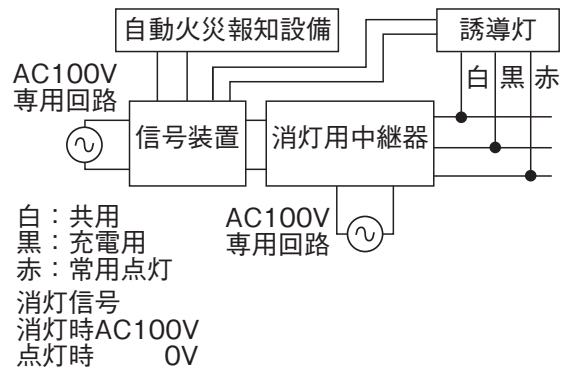 自動火災報知設備
誘導灯
AC100V
専用回路
白
黒
赤
信号装置
消灯用中継器
AC100V
専用回路
白：共用
黒：充電用
赤：常用点灯
消灯信号
消灯時AC100V
点灯時 0V